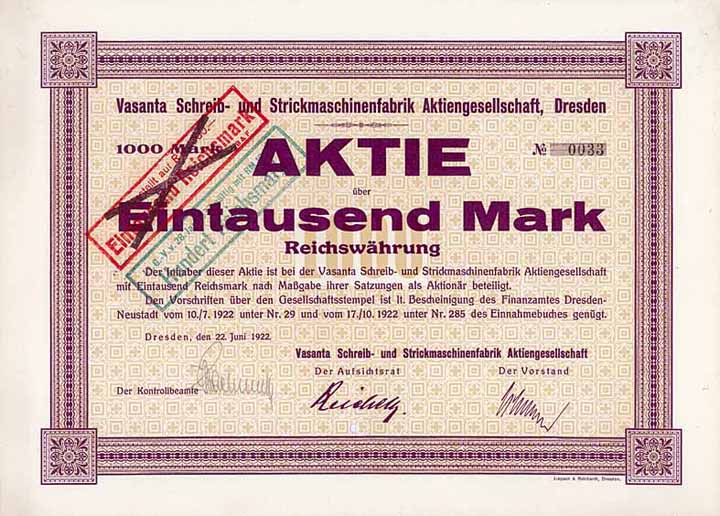 Vasanta Schreib- und Strickmaschinenfabrik Aktiengesellschaft, Dresden
1000 Mark
№ 0033
AKTIE
über
Eintausend Mark
Reichswährung
Der Inhaber dieser Aktie ist bei der Vasanta Schreib- und Strickmaschinenfabrik Aktiengesellschaft
mit Eintausend Reichsmark nach Maßgabe ihrer Satzungen als Aktionär beteiligt.
Den Vorschriften über den Gesellschaftsstempel ist lt. Bescheinigung des Finanzamtes Dresden-
Neustadt vom 10./7. 1922 unter Nr. 29 und vom 17./10. 1922 unter Nr. 285 des Einnahmebuches genügt.
Dresden, den 22. Juni 1922.
Vasanta Schreib- und Strickmaschinenfabrik Aktiengesellschaft
Der Aufsichtsrat
Der Vorstand
Der Kontrollbeamte
Reichsmark
Hundert Reichsmark
Reinhardt, Dresden.